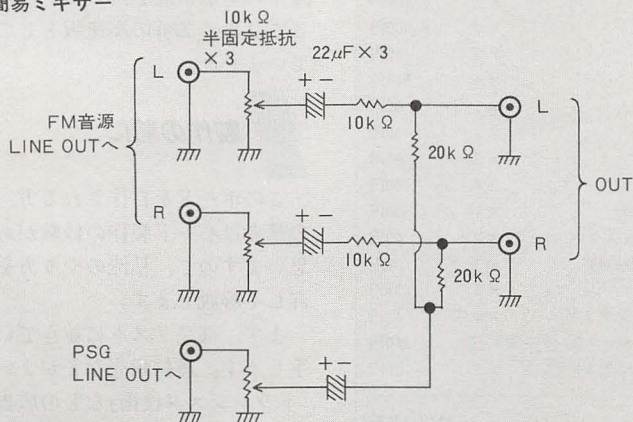 簡易ミキサー
10kΩ
半固定抵抗
×3
22μF×3
L
+ −
10kΩ
L
FM音源
LINE OUTへ
20kΩ
OUT
R
+ −
10kΩ
R
20kΩ
PSG
LINE OUTへ
+ −